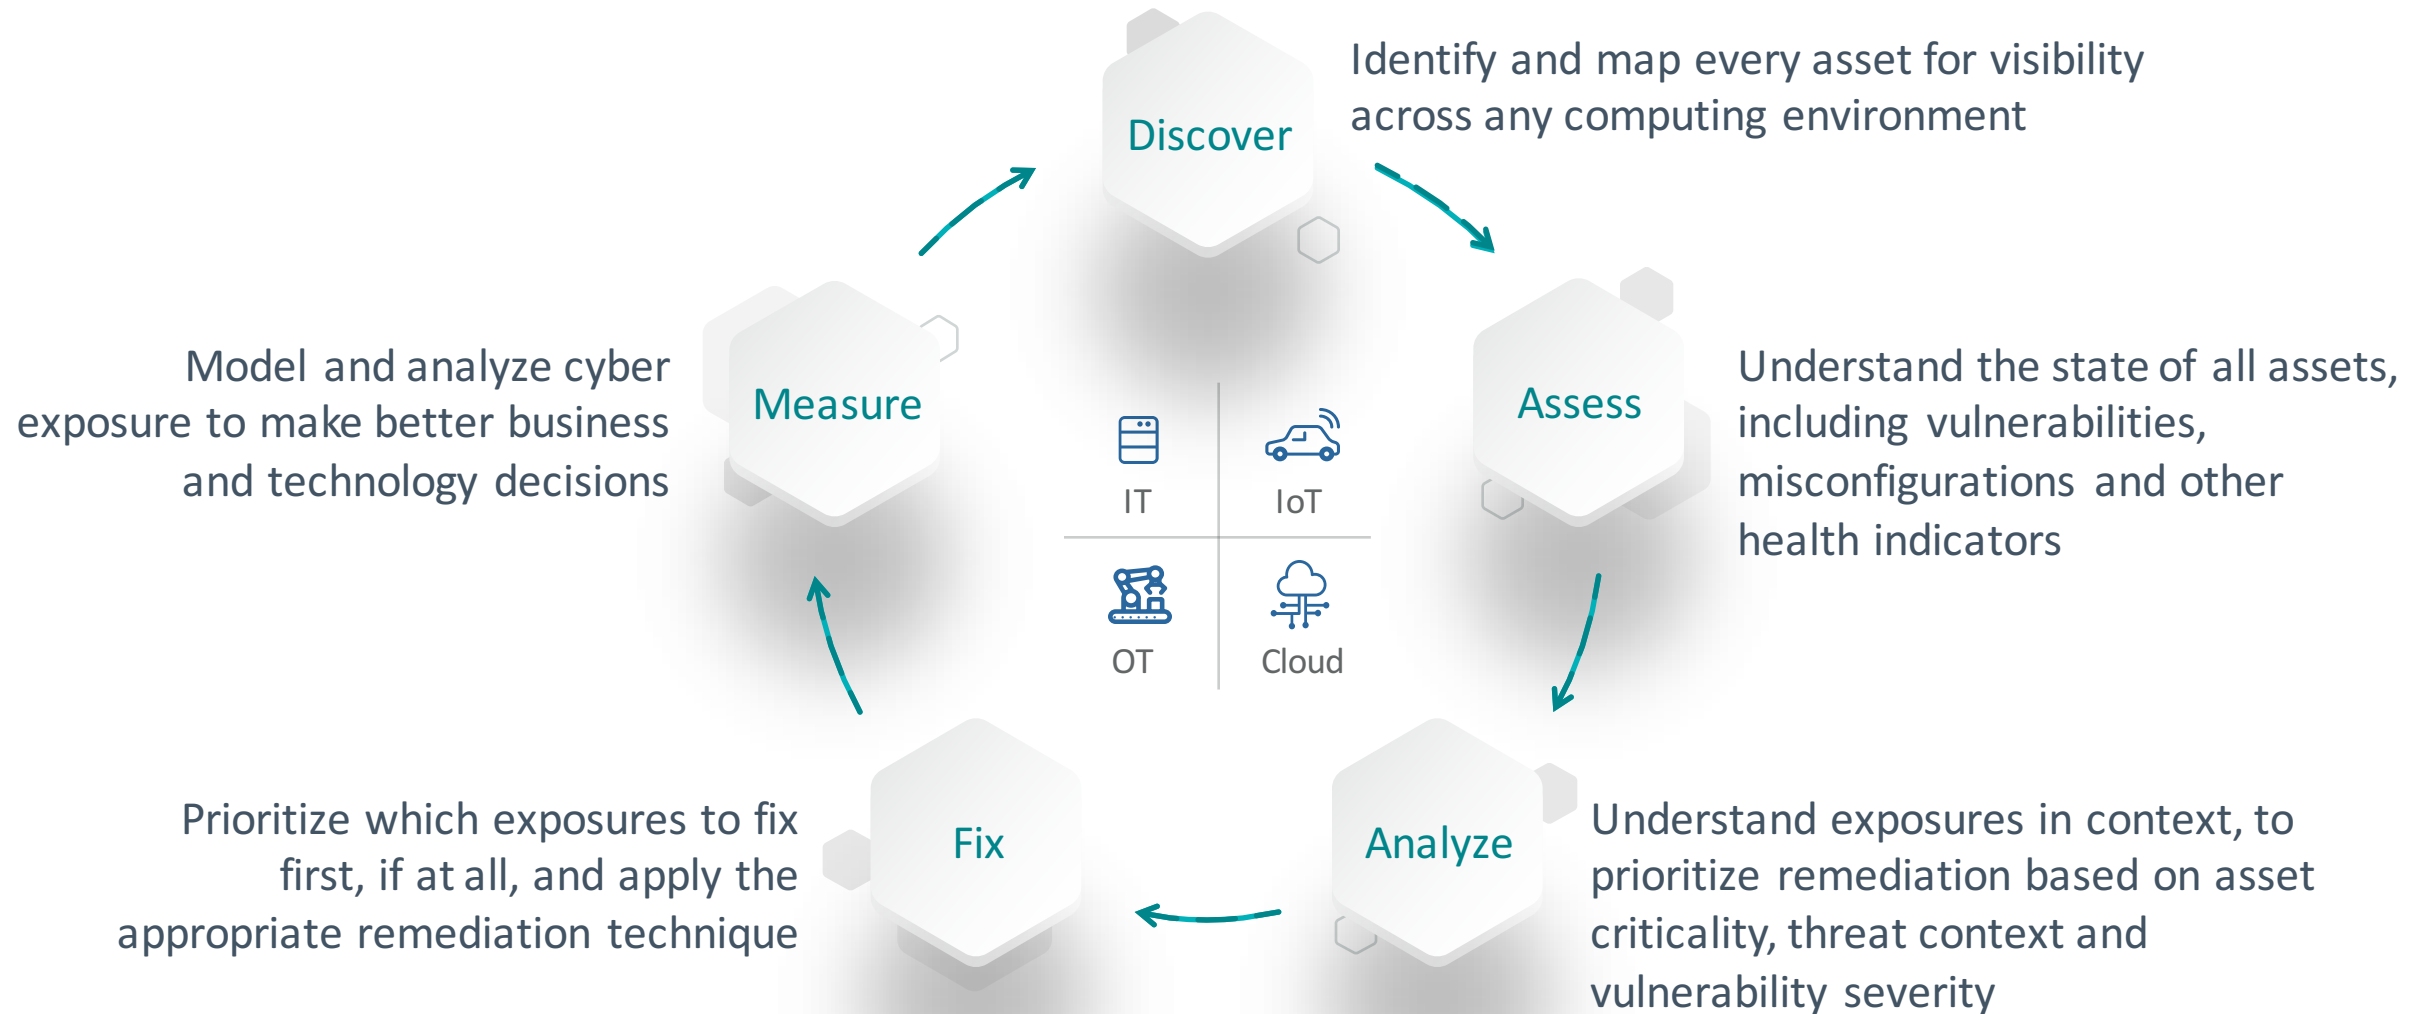 Discover
Identify and map every asset for visibility
across any computing environment
Assess
Understand the state of all assets,
including vulnerabilities,
misconfigurations and other
health indicators
Analyze
Understand exposures in context, to
prioritize remediation based on asset
criticality, threat context and
vulnerability severity
Fix
Prioritize which exposures to fix
first, if at all, and apply the
appropriate remediation technique
Measure
Model and analyze cyber
exposure to make better business
and technology decisions
IT
IoT
OT
Cloud